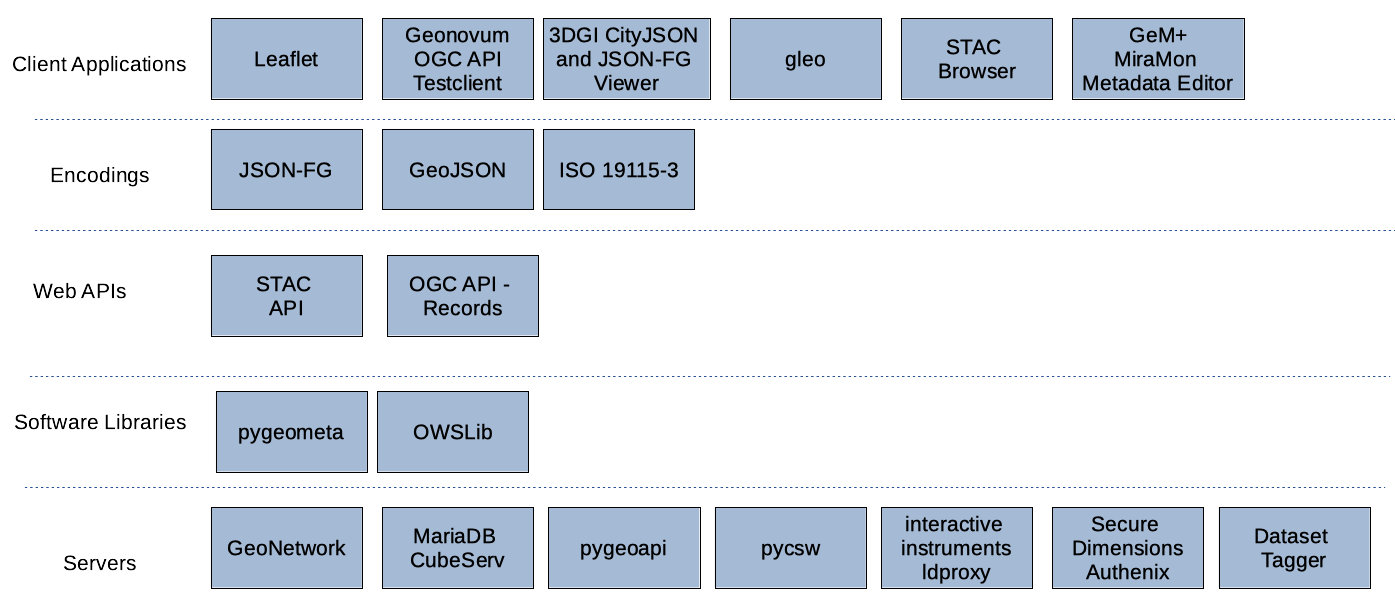 Client Applications
Leaflet
Geonovum
OGC API
Testclient
3DGI CityJSON
and JSON-FG
Viewer
gleo
STAC
Browser
GeM+
MiraMon
Metadata Editor
Encodings
JSON-FG
GeoJSON
ISO 19115-3
Web APIs
STAC
API
OGC API -
Records
Software Libraries
pygeometa
OWSLib
Servers
GeoNetwork
MariaDB
CubeServ
pygeoapi
pycsw
interactive
instruments
ldproxy
Secure
Dimensions
Authenix
Dataset
Tagger